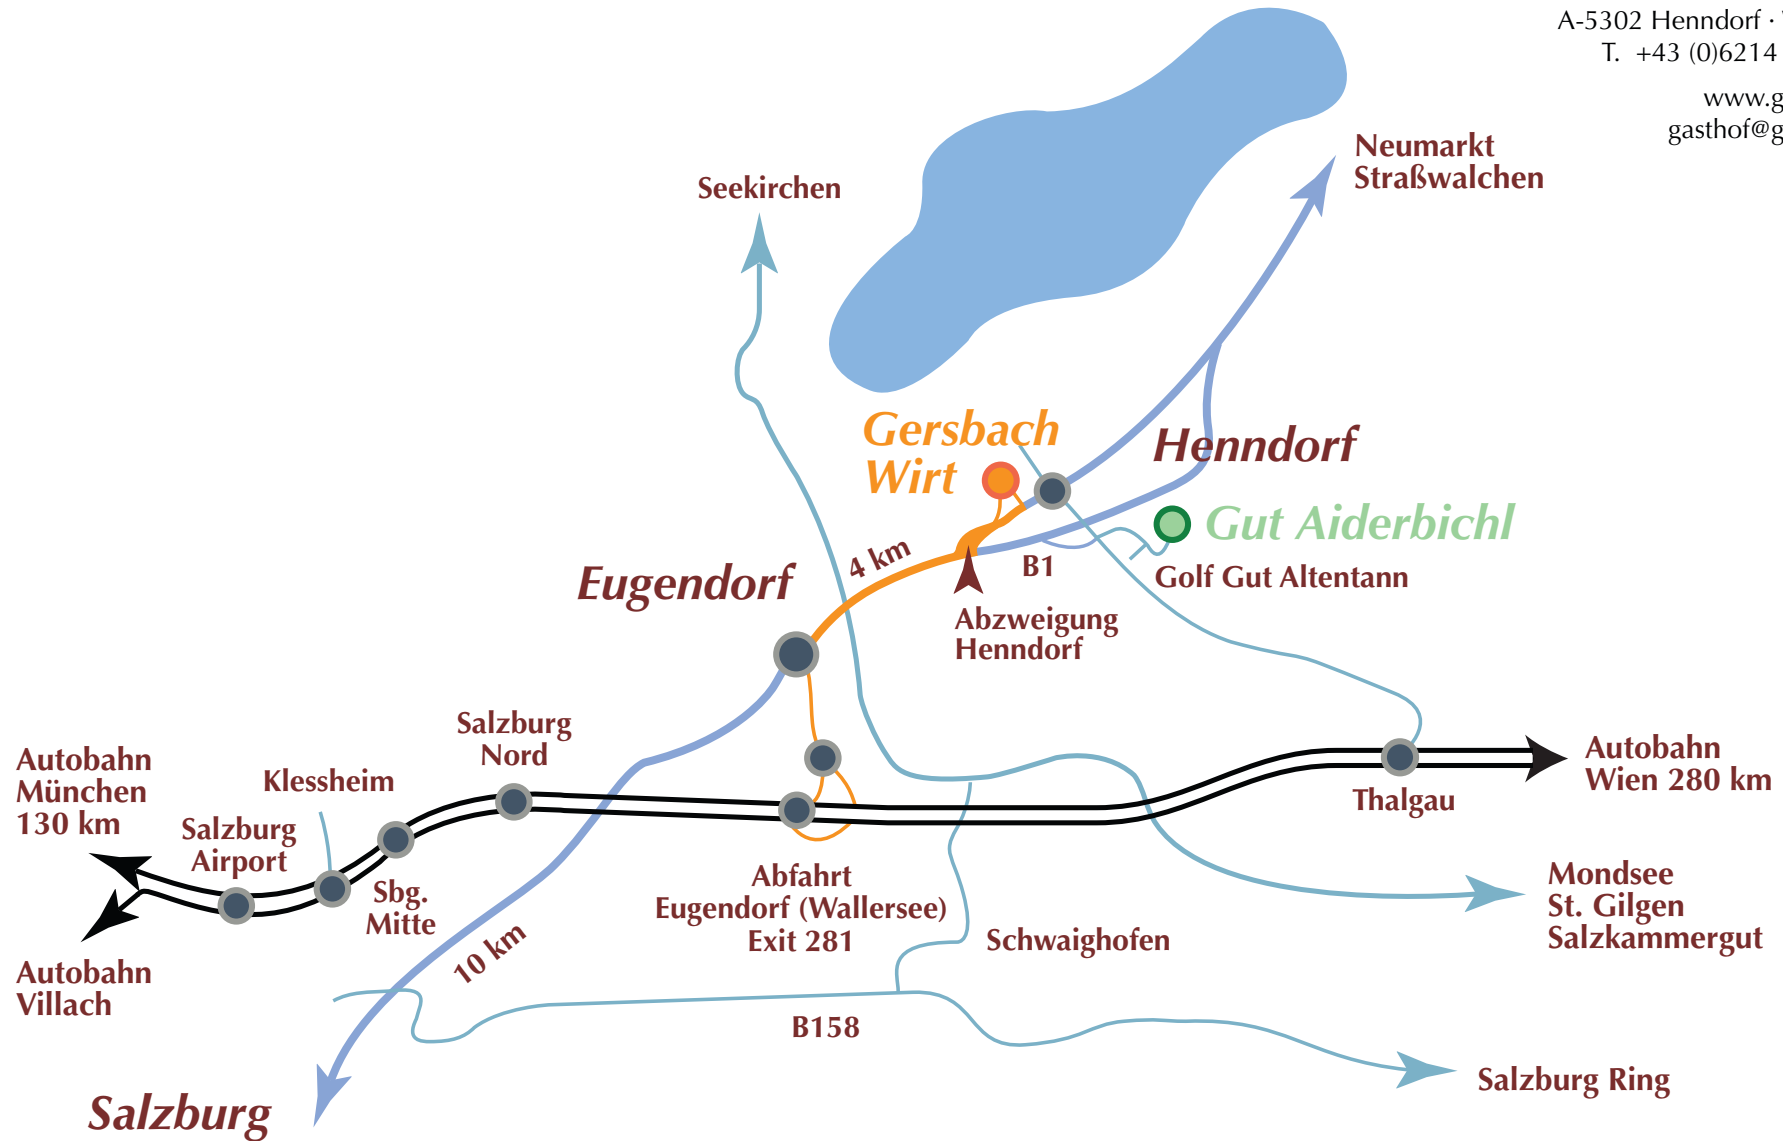 A-5302 Henndorf ·
T. +43 (0)6214
www.g
gasthof@g
Neumarkt
Straßwalchen
Seekirchen
Gersbach
Wirt
Henndorf
Gut Aiderbichl
4 km
B1
Golf Gut Altentann
Eugendorf
Abzweigung
Henndorf
Salzburg
Nord
Autobahn
München
130 km
Klessheim
Salzburg
Airport
Autobahn
Wien 280 km
Thalgau
Sbg.
Mitte
Abfahrt
Eugendorf (Wallersee)
Exit 281
Mondsee
St. Gilgen
Salzkammergut
10 km
Schwaighofen
Autobahn
Villach
B158
Salzburg Ring
Salzburg